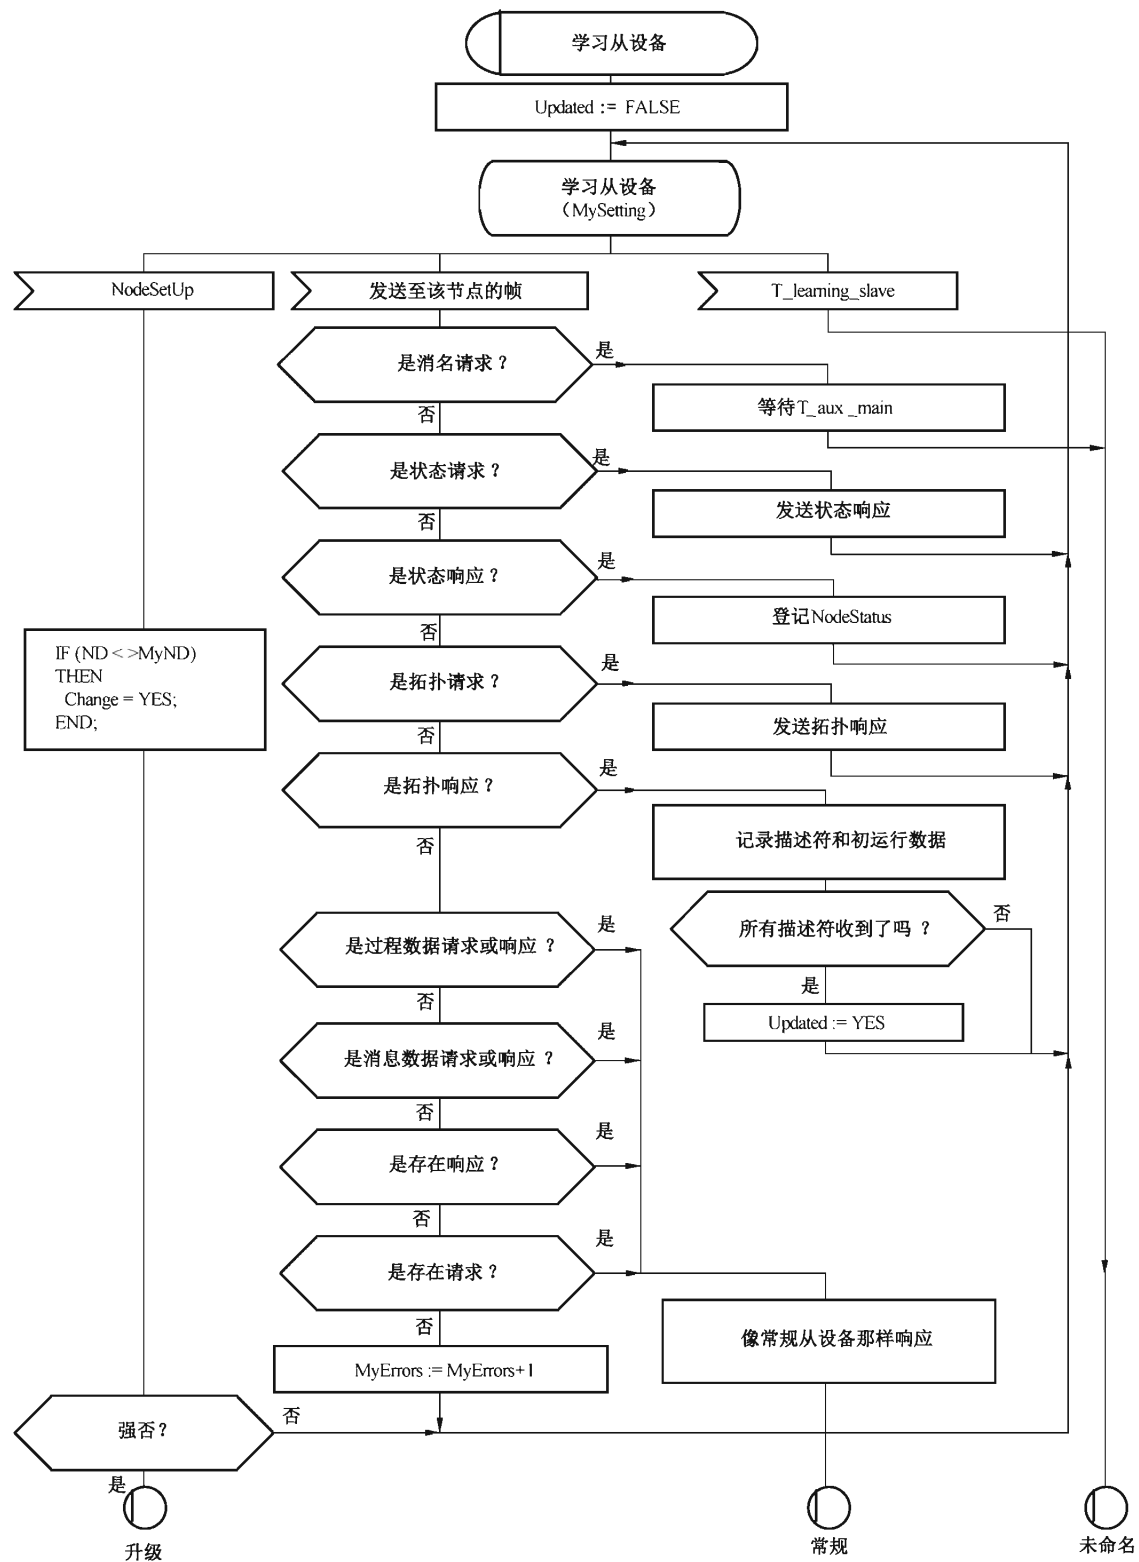 学习从设备
Updated := FALSE
学习从设备
（MySetting）
NodeSetUp
发送至该节点的帧
T_learning_slave
是消名请求？
是
等待T_aux_main
否
是状态请求？
是
发送状态响应
否
是状态响应？
是
登记NodeStatus
否
IF (ND < >MyND)
THEN
Change = YES;
END;
是拓扑请求？
是
发送拓扑响应
否
是拓扑响应？
是
记录描述符和初运行数据
否
所有描述符收到了吗？
否
是
Updated := YES
是过程数据请求或响应？
是
否
是消息数据请求或响应？
是
否
是存在响应？
是
否
是存在请求？
是
否
像常规从设备那样响应
MyErrors := MyErrors+1
强否？
否
是
升级
常规
未命名